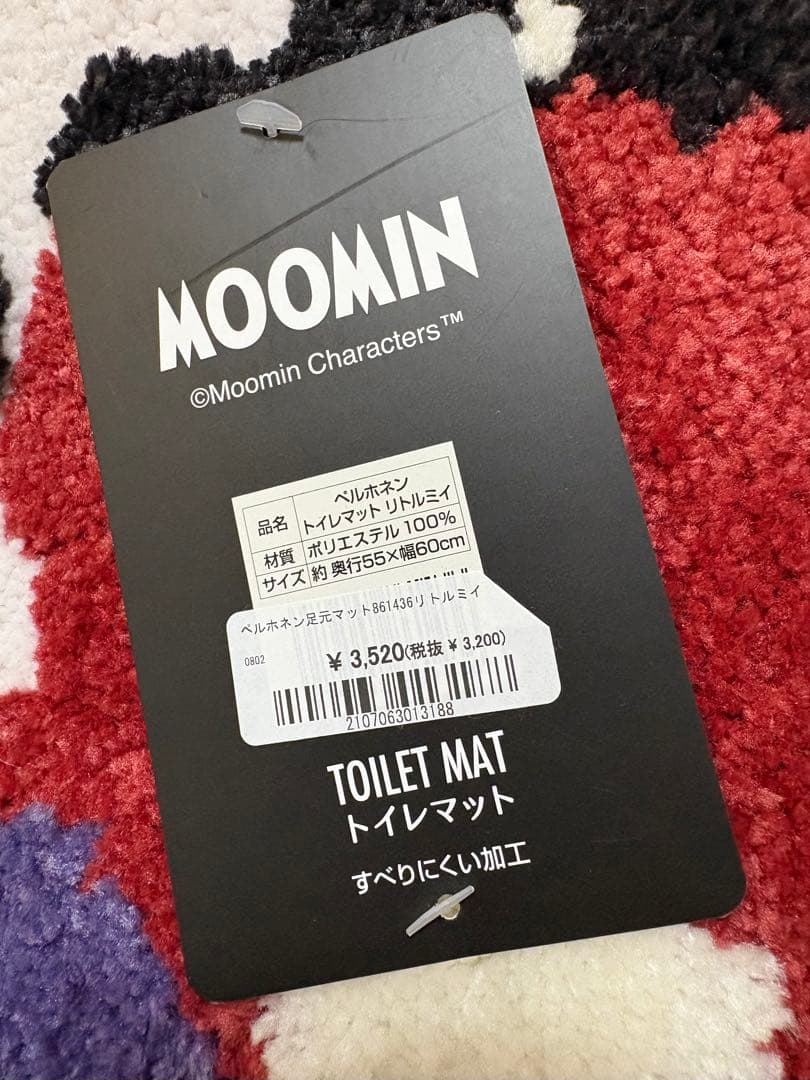 MOOMIN
©Moomin Characters™
品名 ペルホネン
トイレマット リトルミイ
材質 ポリエステル 100%
サイズ 約 奥行55×幅60cm
ペルホネン足元マット861436リトルミイ
0802
¥ 3,520(税抜 ¥ 3,200)
2107063013188
TOILET MAT
トイレマット
すべりにくい加工